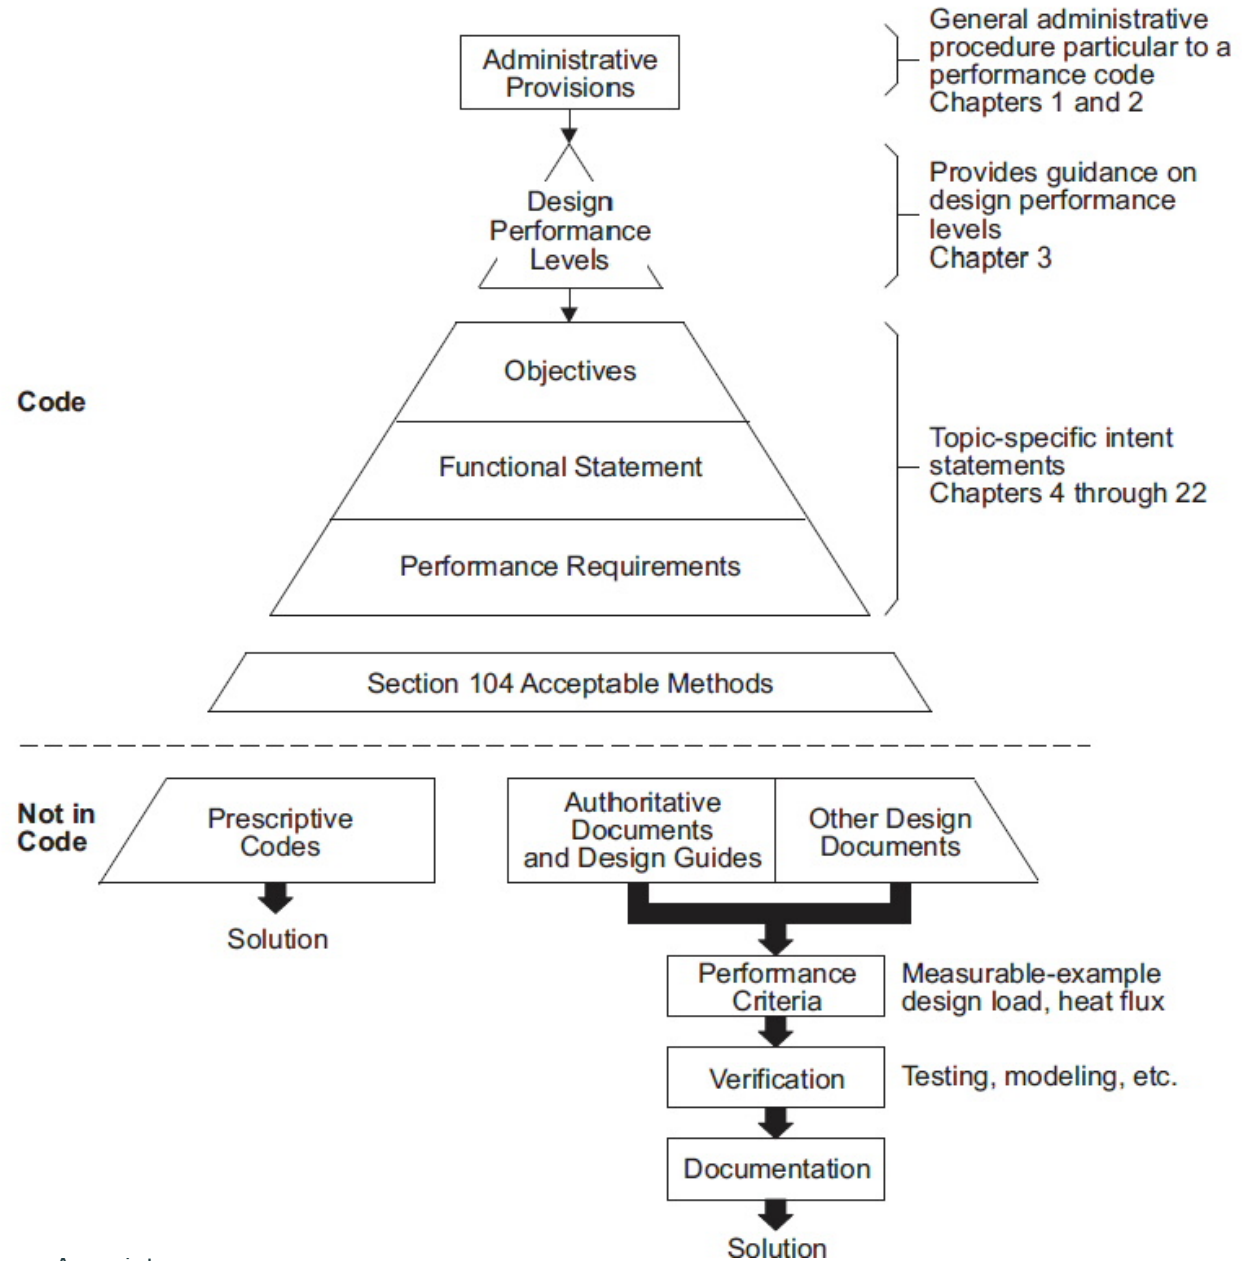 Administrative
Provisions
General administrative
procedure particular to a
performance code
Chapters 1 and 2
Design
Performance
Levels
Provides guidance on
design performance
levels
Chapter 3
Code
Objectives
Functional Statement
Performance Requirements
Topic-specific intent
statements
Chapters 4 through 22
Section 104 Acceptable Methods
Not in
Code
Prescriptive
Codes
Solution
Authoritative
Documents
and Design Guides
Other Design
Documents
Performance
Criteria
Measurable-example
design load, heat flux
Verification
Testing, modeling, etc.
Documentation
Solution